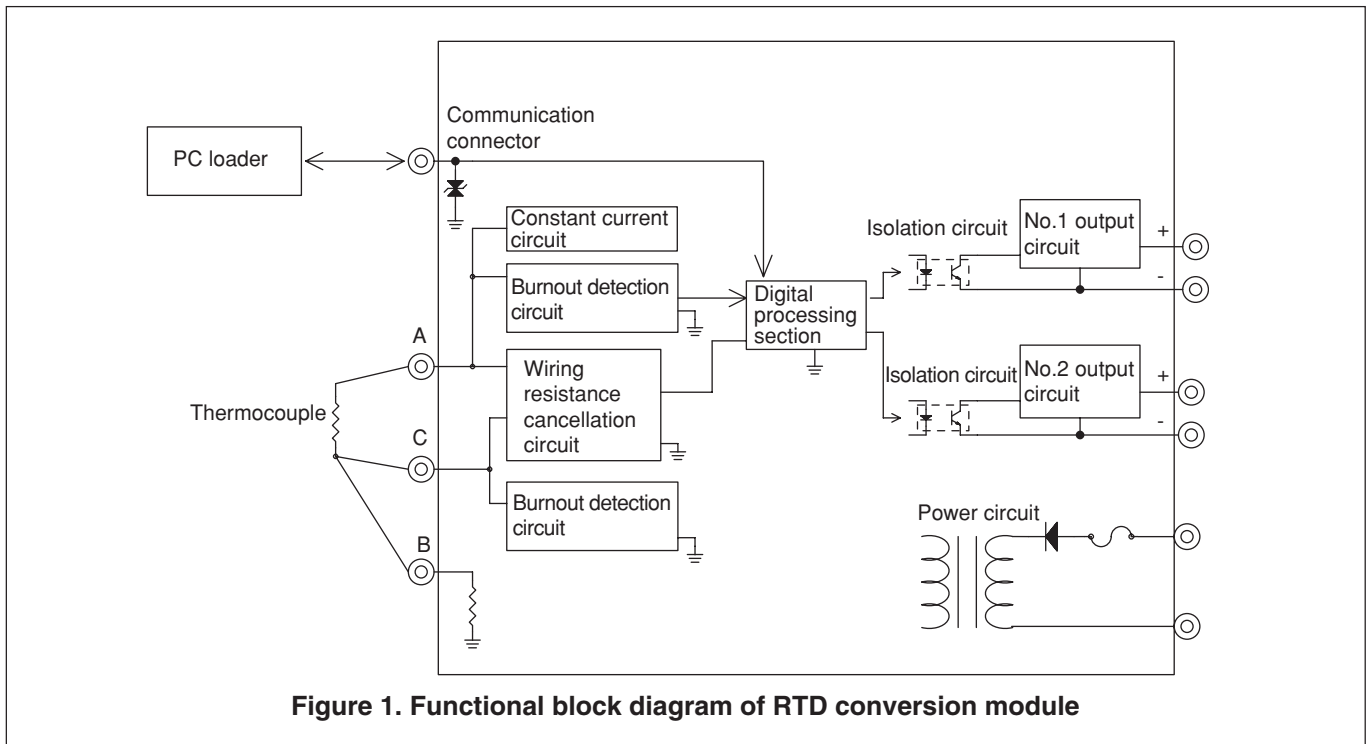 Communication
connector
PC loader
Constant current
circuit
Burnout detection
circuit
A
Wiring
resistance
cancellation
circuit
Thermocouple
C
Burnout detection
circuit
B
Digital
processing
section
Isolation circuit
No.1 output
circuit
+
-
Isolation circuit
No.2 output
circuit
+
-
Power circuit
Figure 1. Functional block diagram of RTD conversion module